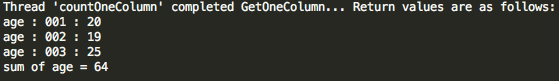 Thread 'countOneColumn' completed GetOneColumn... Return values are as follows:
age : 001 : 20
age : 002 : 19
age : 003 : 25
sum of age = 64